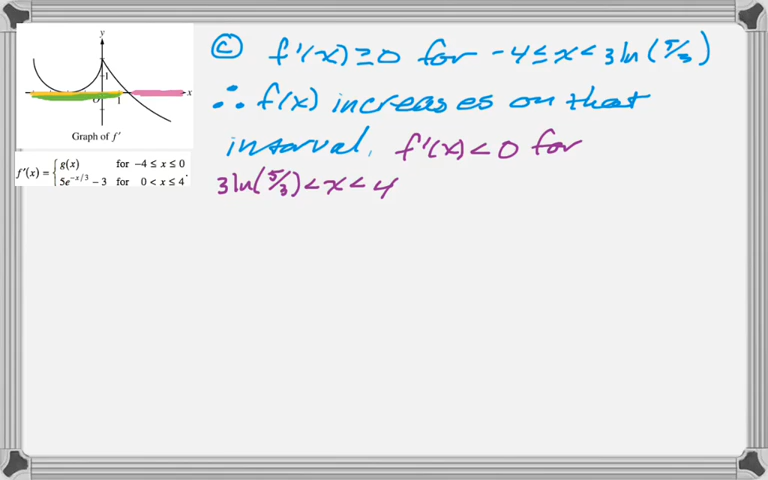 y
1
O
1
x
Graph of f′
f′(x) = { g(x) for −4 ≤ x ≤ 0
5e^{−x/3} − 3 for 0 < x ≤ 4.
ⓒ f'(x) ≥ 0 for -4 ≤ x < 3 ln(5/3)
∴ f(x) increases on that
interval. f'(x) < 0 for
3 ln(5/3) < x < 4